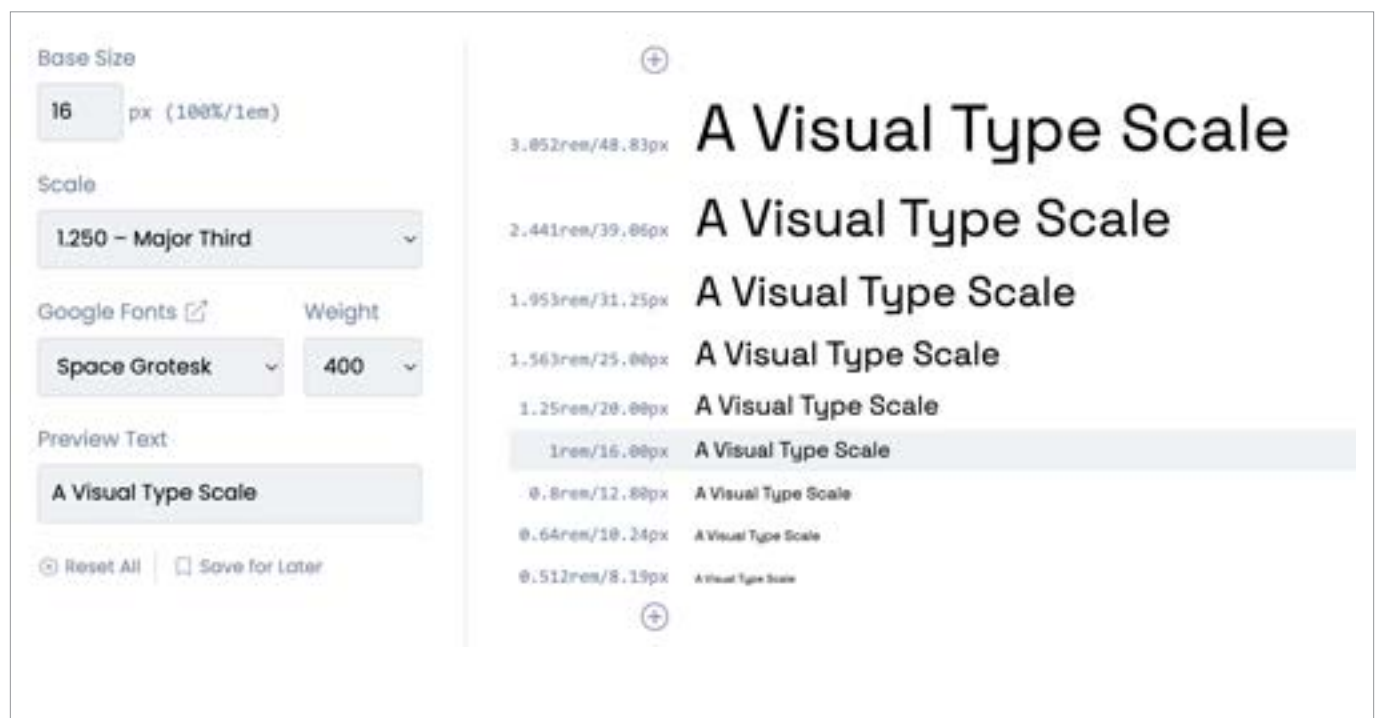 Base Size
16 px (100%/1em)
Scale
1.250 – Major Third
Google Fonts Weight
Space Grotesk 400
Preview Text
A Visual Type Scale
Reset All Save for Later
3.052rem/48.83px A Visual Type Scale
2.441rem/39.06px A Visual Type Scale
1.953rem/31.25px A Visual Type Scale
1.563rem/25.00px A Visual Type Scale
1.25rem/20.00px A Visual Type Scale
1rem/16.00px A Visual Type Scale
0.8rem/12.80px A Visual Type Scale
0.64rem/10.24px A Visual Type Scale
0.512rem/8.19px A Visual Type Scale